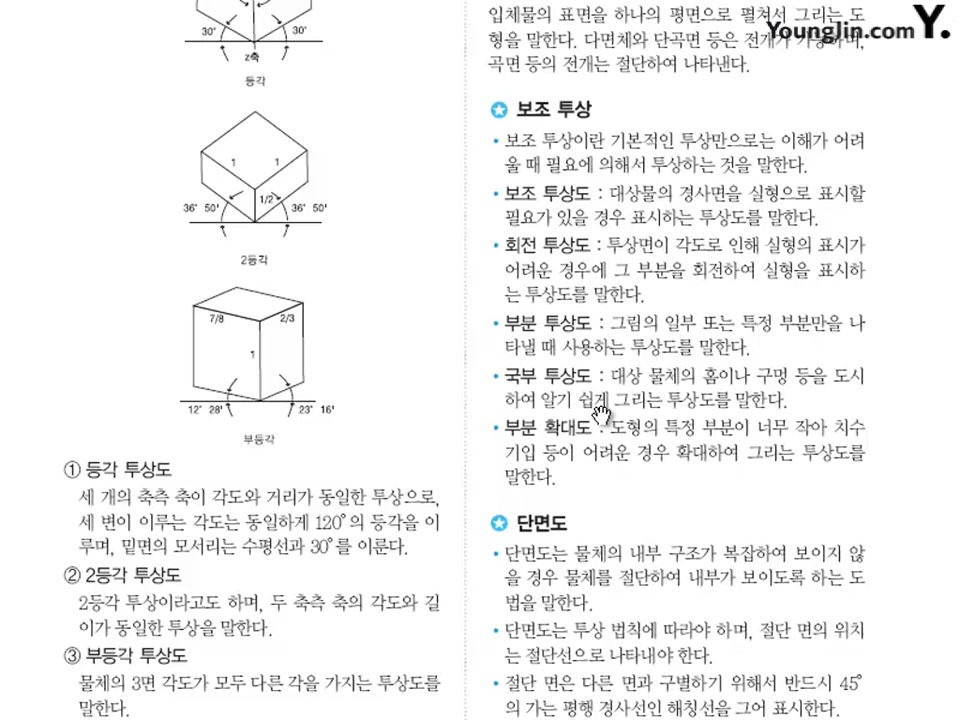 30˚
30˚
z축
등각
1
1
1/2
36˚ 50'
36˚ 50'
2등각
7/8
2/3
1
12˚ 28'
23˚ 16'
부등각
① 등각 투상도
세 개의 축측 축이 각도와 거리가 동일한 투상으로,
세 변이 이루는 각도는 동일하게 120˚의 등각을 이
루며, 밑면의 모서리는 수평선과 30˚를 이룬다.
② 2등각 투상도
2등각 투상이라고도 하며, 두 축측 축의 각도와 길
이가 동일한 투상을 말한다.
③ 부등각 투상도
물체의 3면 각도가 모두 다른 각을 가지는 투상도를
말한다.
입체물의 표면을 하나의 평면으로 펼쳐서 그리는 도
형을 말한다. 다면체와 단곡면 등은 전개가 가능하며,
곡면 등의 전개는 절단하여 나타낸다.
YoungJin.com Y.
보조 투상
• 보조 투상이란 기본적인 투상만으로는 이해가 어려
울 때 필요에 의해서 투상하는 것을 말한다.
• 보조 투상도 : 대상물의 경사면을 실형으로 표시할
필요가 있을 경우 표시하는 투상도를 말한다.
• 회전 투상도 : 투상면이 각도로 인해 실형의 표시가
어려운 경우에 그 부분을 회전하여 실형을 표시하
는 투상도를 말한다.
• 부분 투상도 : 그림의 일부 또는 특정 부분만을 나
타낼 때 사용하는 투상도를 말한다.
• 국부 투상도 : 대상 물체의 홈이나 구멍 등을 도시
하여 알기 쉽게 그리는 투상도를 말한다.
• 부분 확대도 : 도형의 특정 부분이 너무 작아 치수
기입 등이 어려운 경우 확대하여 그리는 투상도를
말한다.
단면도
• 단면도는 물체의 내부 구조가 복잡하여 보이지 않
을 경우 물체를 절단하여 내부가 보이도록 하는 도
법을 말한다.
• 단면도는 투상 법칙에 따라야 하며, 절단 면의 위치
는 절단선으로 나타내야 한다.
• 절단 면은 다른 면과 구별하기 위해서 반드시 45˚
의 가는 평행 경사선인 해칭선을 그어 표시한다.